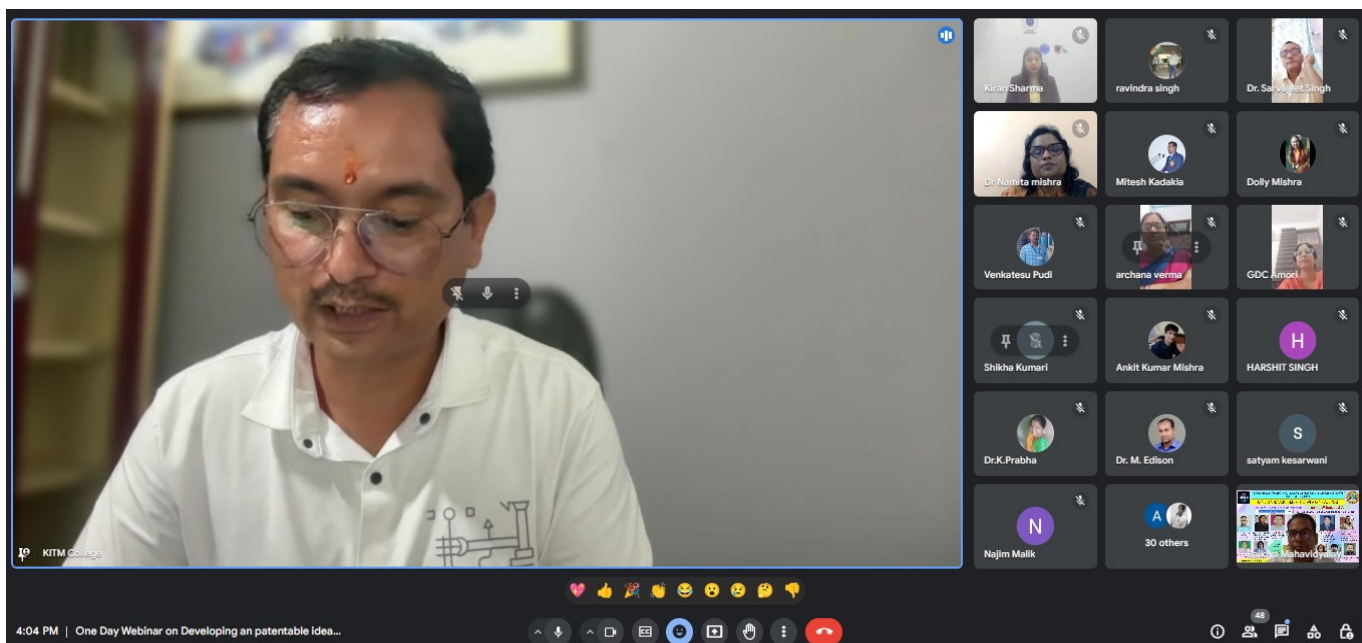 KITM College
Kiran Sharma
ravindra singh
Dr. Sarvajeet Singh
Dr Namita mishra
Mitesh Kadakia
Dolly Mishra
Venkatesu Pudi
archana verma
GDC Amori
Shikha Kumari
Ankit Kumar Mishra
H
HARSHIT SINGH
Dr.K.Prabha
Dr. M. Edison
S
satyam kesarwani
N
Najim Malik
A
30 others
Mahavidyalay
4:04 PM | One Day Webinar on Developing an patentable idea...
CC
48